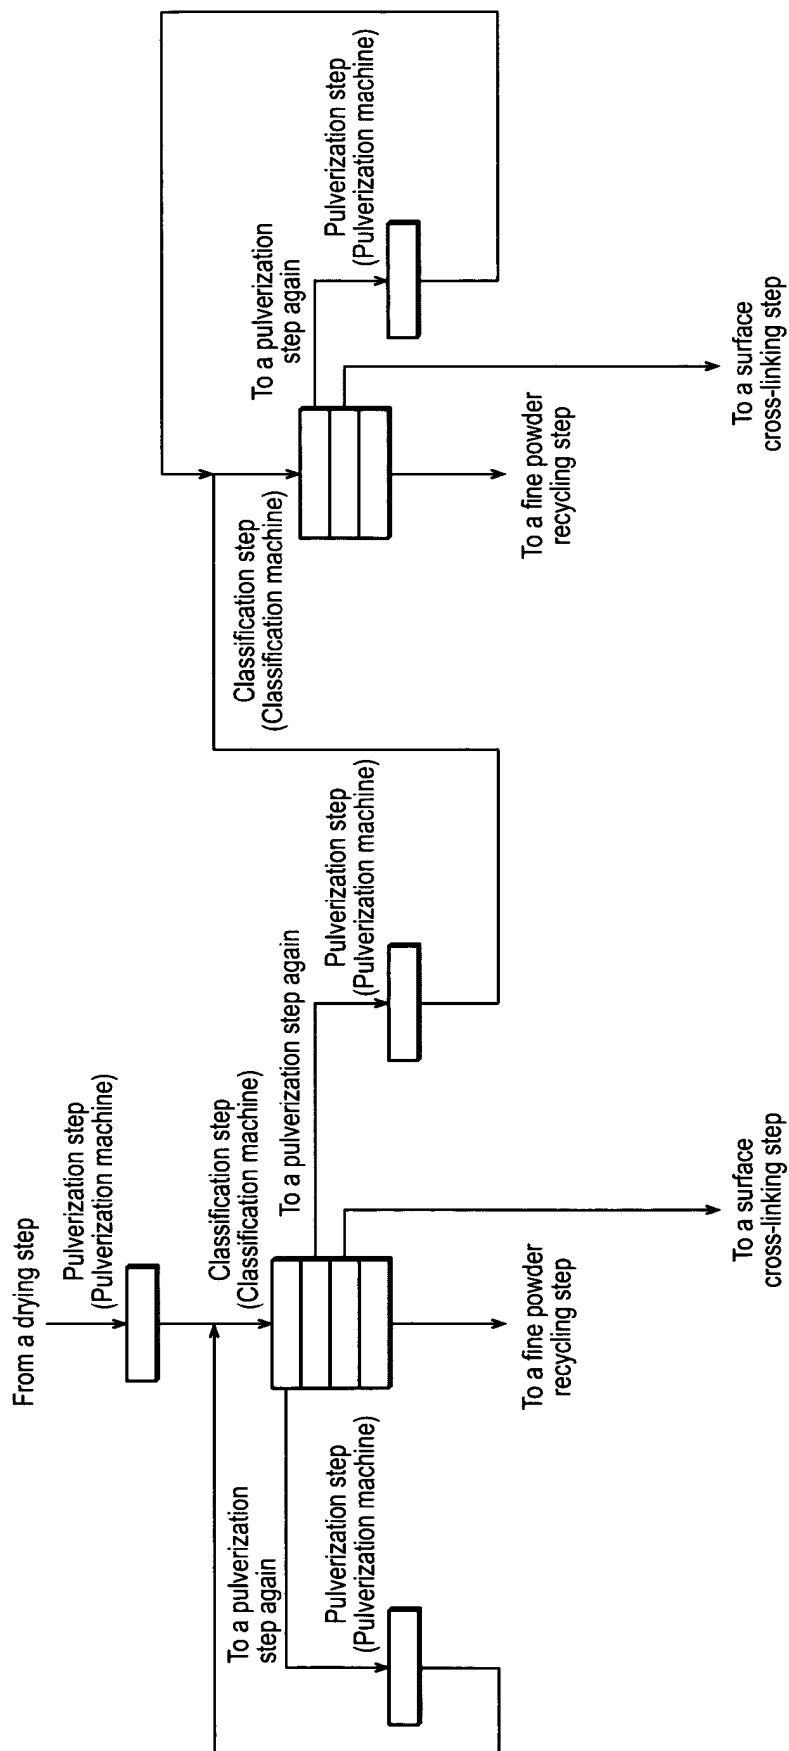 From a drying step
Pulverization step
(Pulverization machine)
To a pulverization
step again
Classification step
(Classification machine)
Pulverization step
(Pulverization machine)
To a pulverization step again
Pulverization step
(Pulverization machine)
To a fine powder
recycling step
To a surface
cross-linking step
Classification step
(Classification machine)
To a pulverization
step again
Pulverization step
(Pulverization machine)
To a fine powder
recycling step
To a surface
cross-linking step